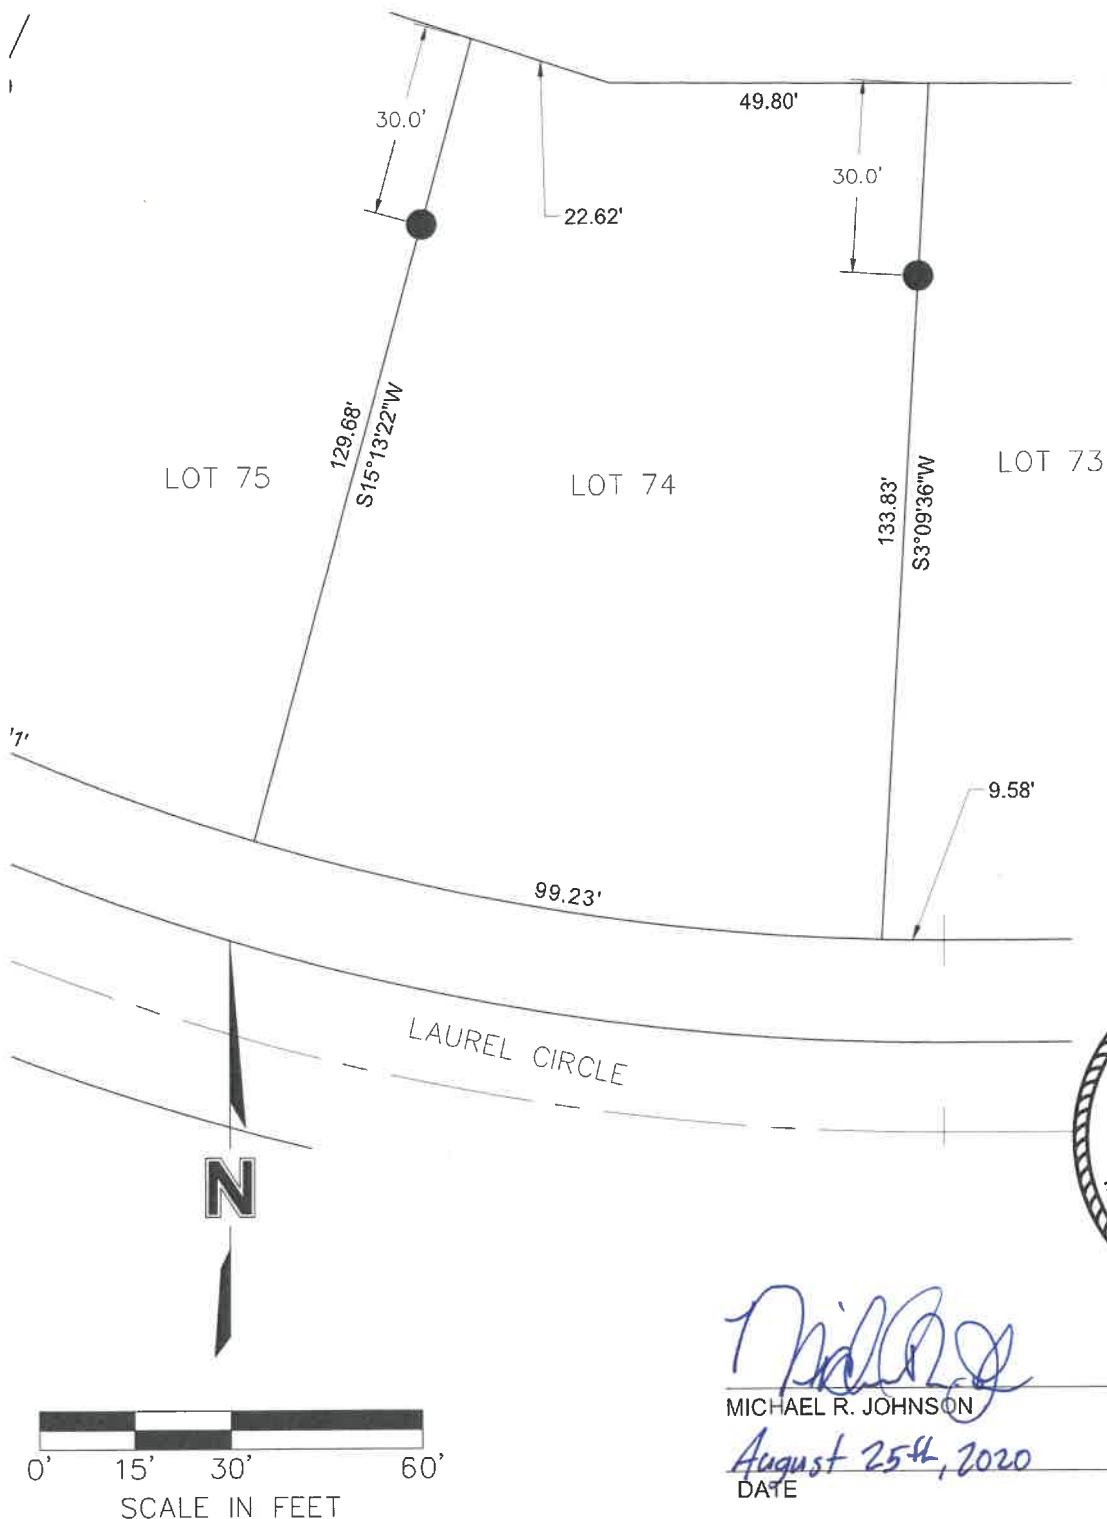 49.80'
30.0'
30.0'
22.62'
129.68'
S15°13'22"W
LOT 75
LOT 74
133.83'
S3°09'36"W
LOT 73
9.58'
99.23'
LAUREL CIRCLE
N
0' 15' 30' 60'
SCALE IN FEET
MICHAEL R. JOHNSON
August 25th, 2020
DATE